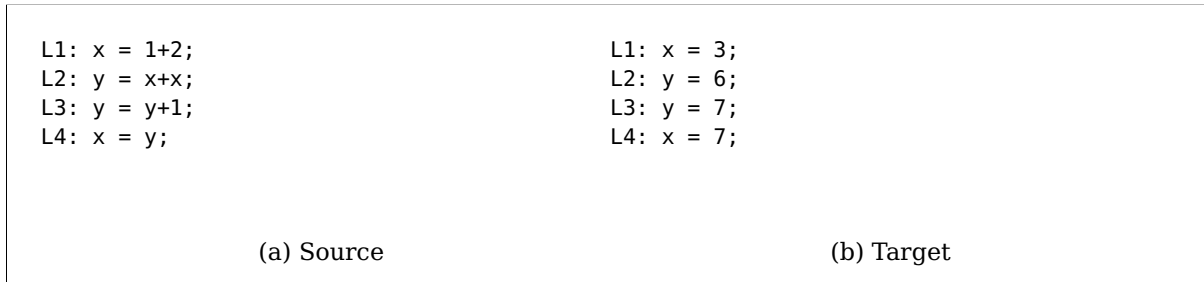 L1: x = 1+2;
L2: y = x+x;
L3: y = y+1;
L4: x = y;
(a) Source
L1: x = 3;
L2: y = 6;
L3: y = 7;
L4: x = 7;
(b) Target